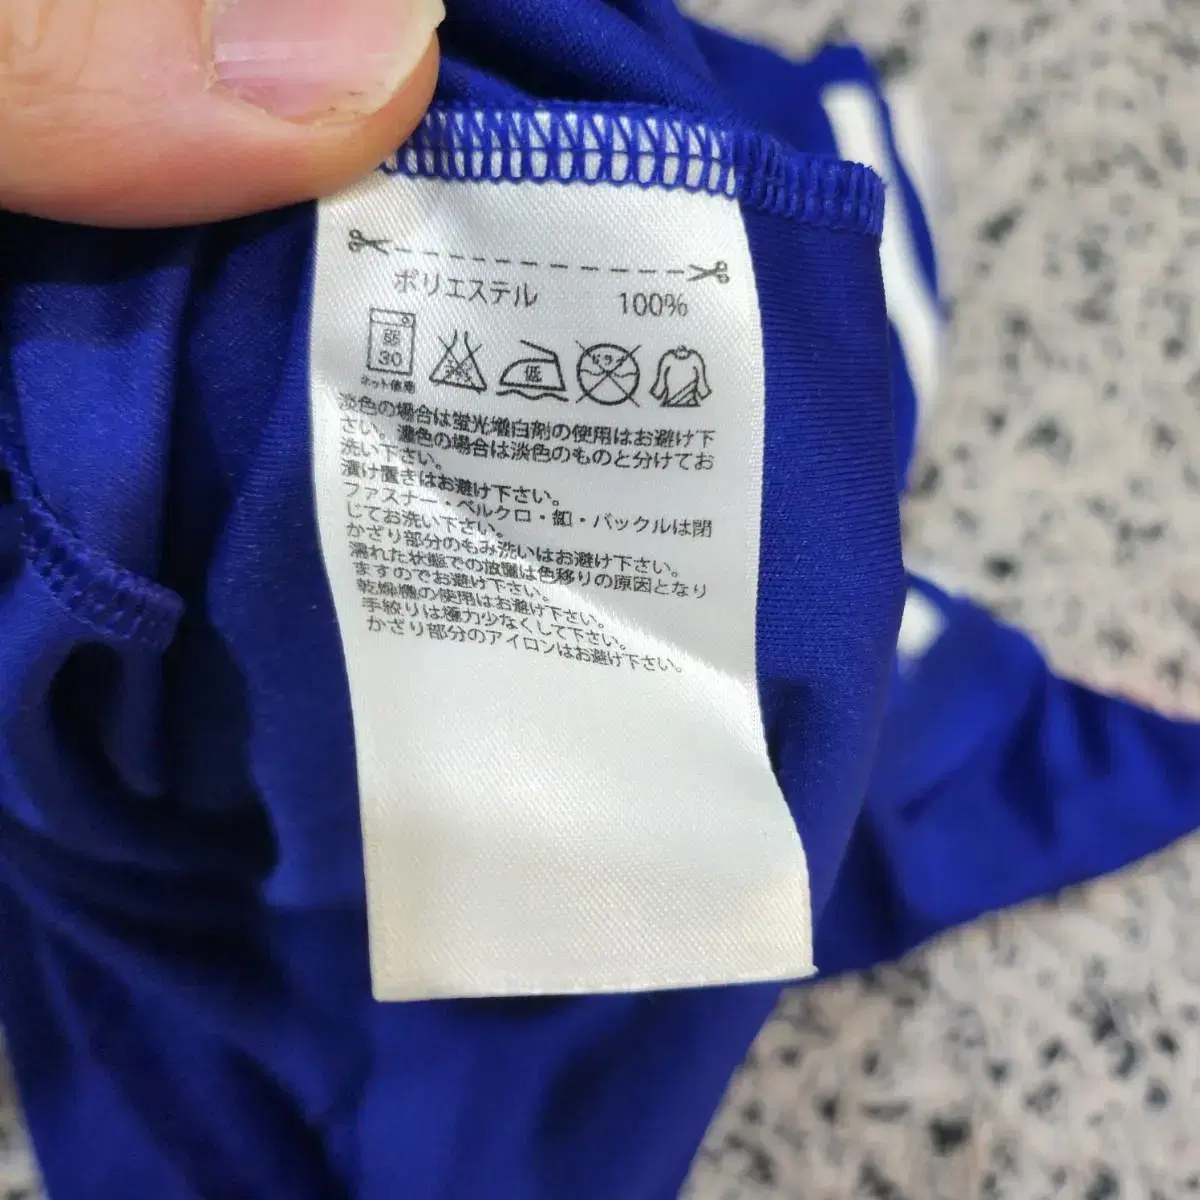 ポリエステル 100%
弱
30
ネット使用
低
ドライ
淡色の場合は蛍光増白剤の使用はお避け下
さい。濃色の場合は淡色のものと分けてお
洗い下さい。
漬け置きはお避け下さい。
ファスナー・ベルクロ・釦・バックルは閉
じてお洗い下さい。
かざり部分のもみ洗いはお避け下さい。
濡れた状態での放置は色移りの原因となり
ますのでお避け下さい。
乾燥機の使用はお避け下さい。
手絞りは極力少なくして下さい。
かざり部分のアイロンはお避け下さい。